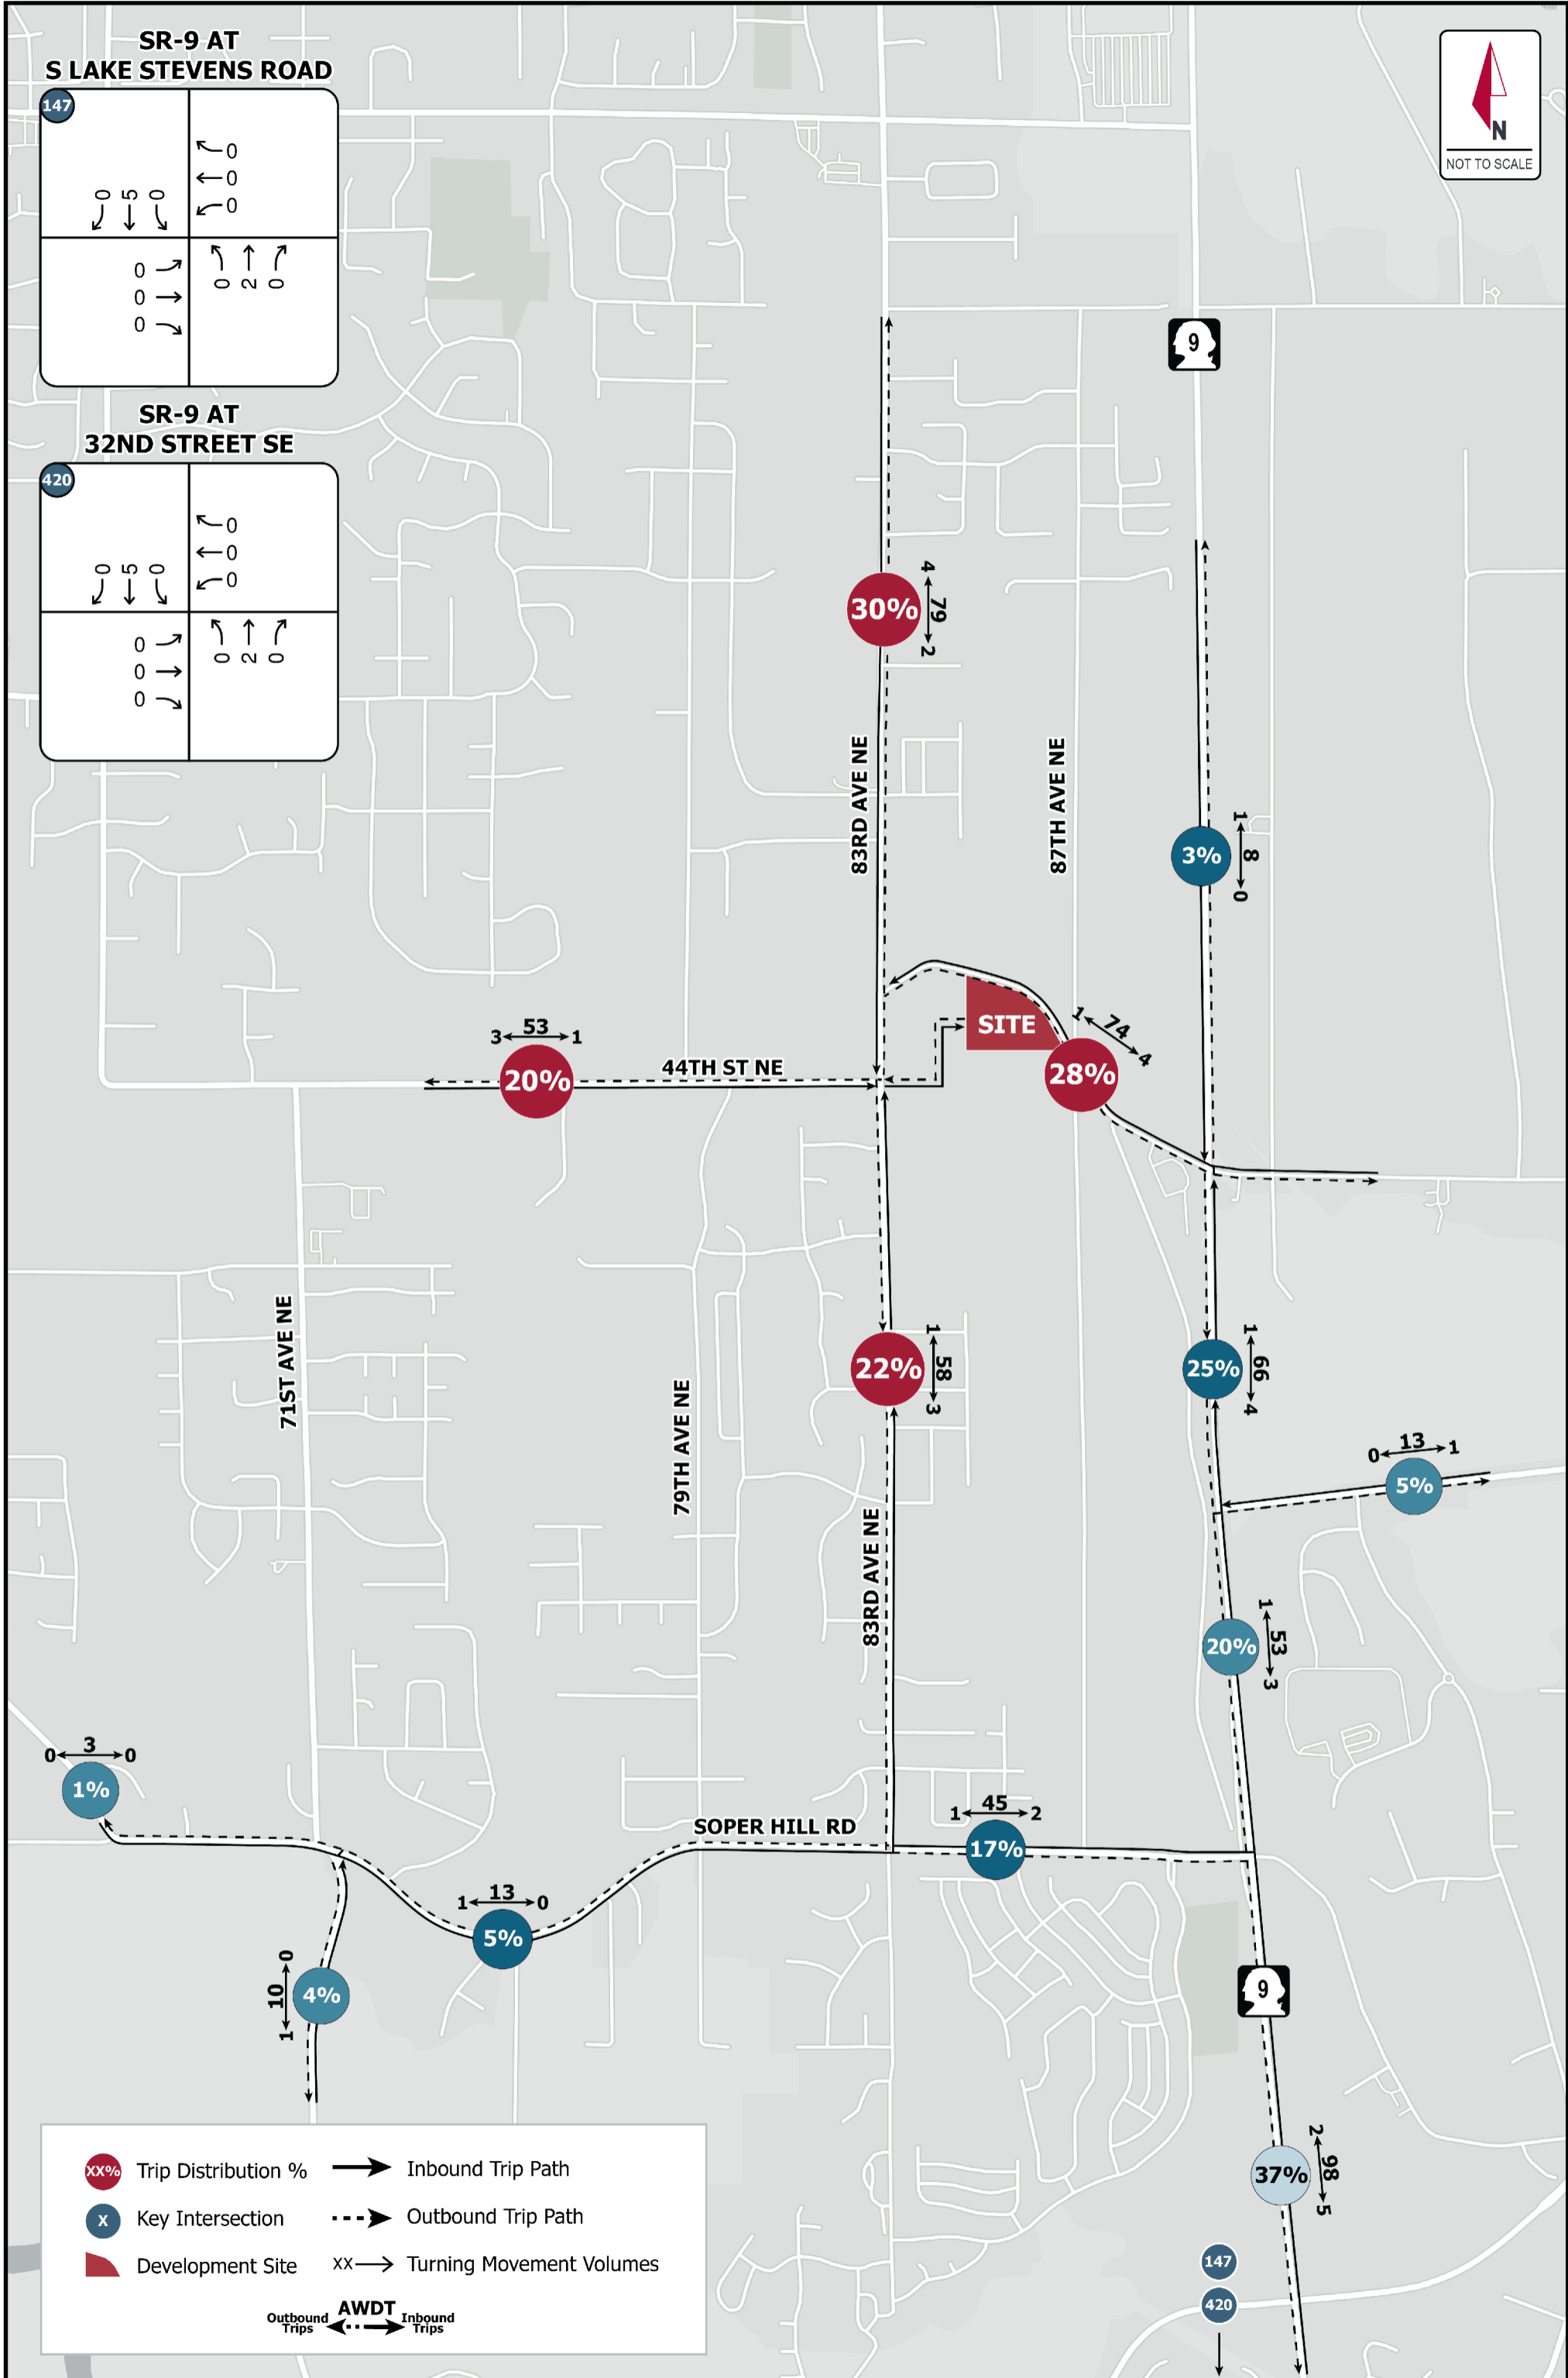 SR-9 AT
S LAKE STEVENS ROAD
147
0
0
0
0 5 0
0
0
0
0 2 0
SR-9 AT
32ND STREET SE
420
0
0
0
0 5 0
0
0
0
0 2 0
N
NOT TO SCALE
9
30%
4 79 2
83RD AVE NE
87TH AVE NE
3%
1 8 0
SITE
1 74 4
28%
3 53 1
20%
44TH ST NE
71ST AVE NE
79TH AVE NE
22%
1 58 3
25%
1 66 4
0 13 1
5%
83RD AVE NE
20%
1 53 3
0 3 0
1%
SOPER HILL RD
1 45 2
17%
1 13 0
5%
0 10 1
4%
9
37%
2 98 5
147
420
XX% Trip Distribution %
Inbound Trip Path
X Key Intersection
Outbound Trip Path
Development Site
XX Turning Movement Volumes
AWDT
Outbound Trips
Inbound Trips